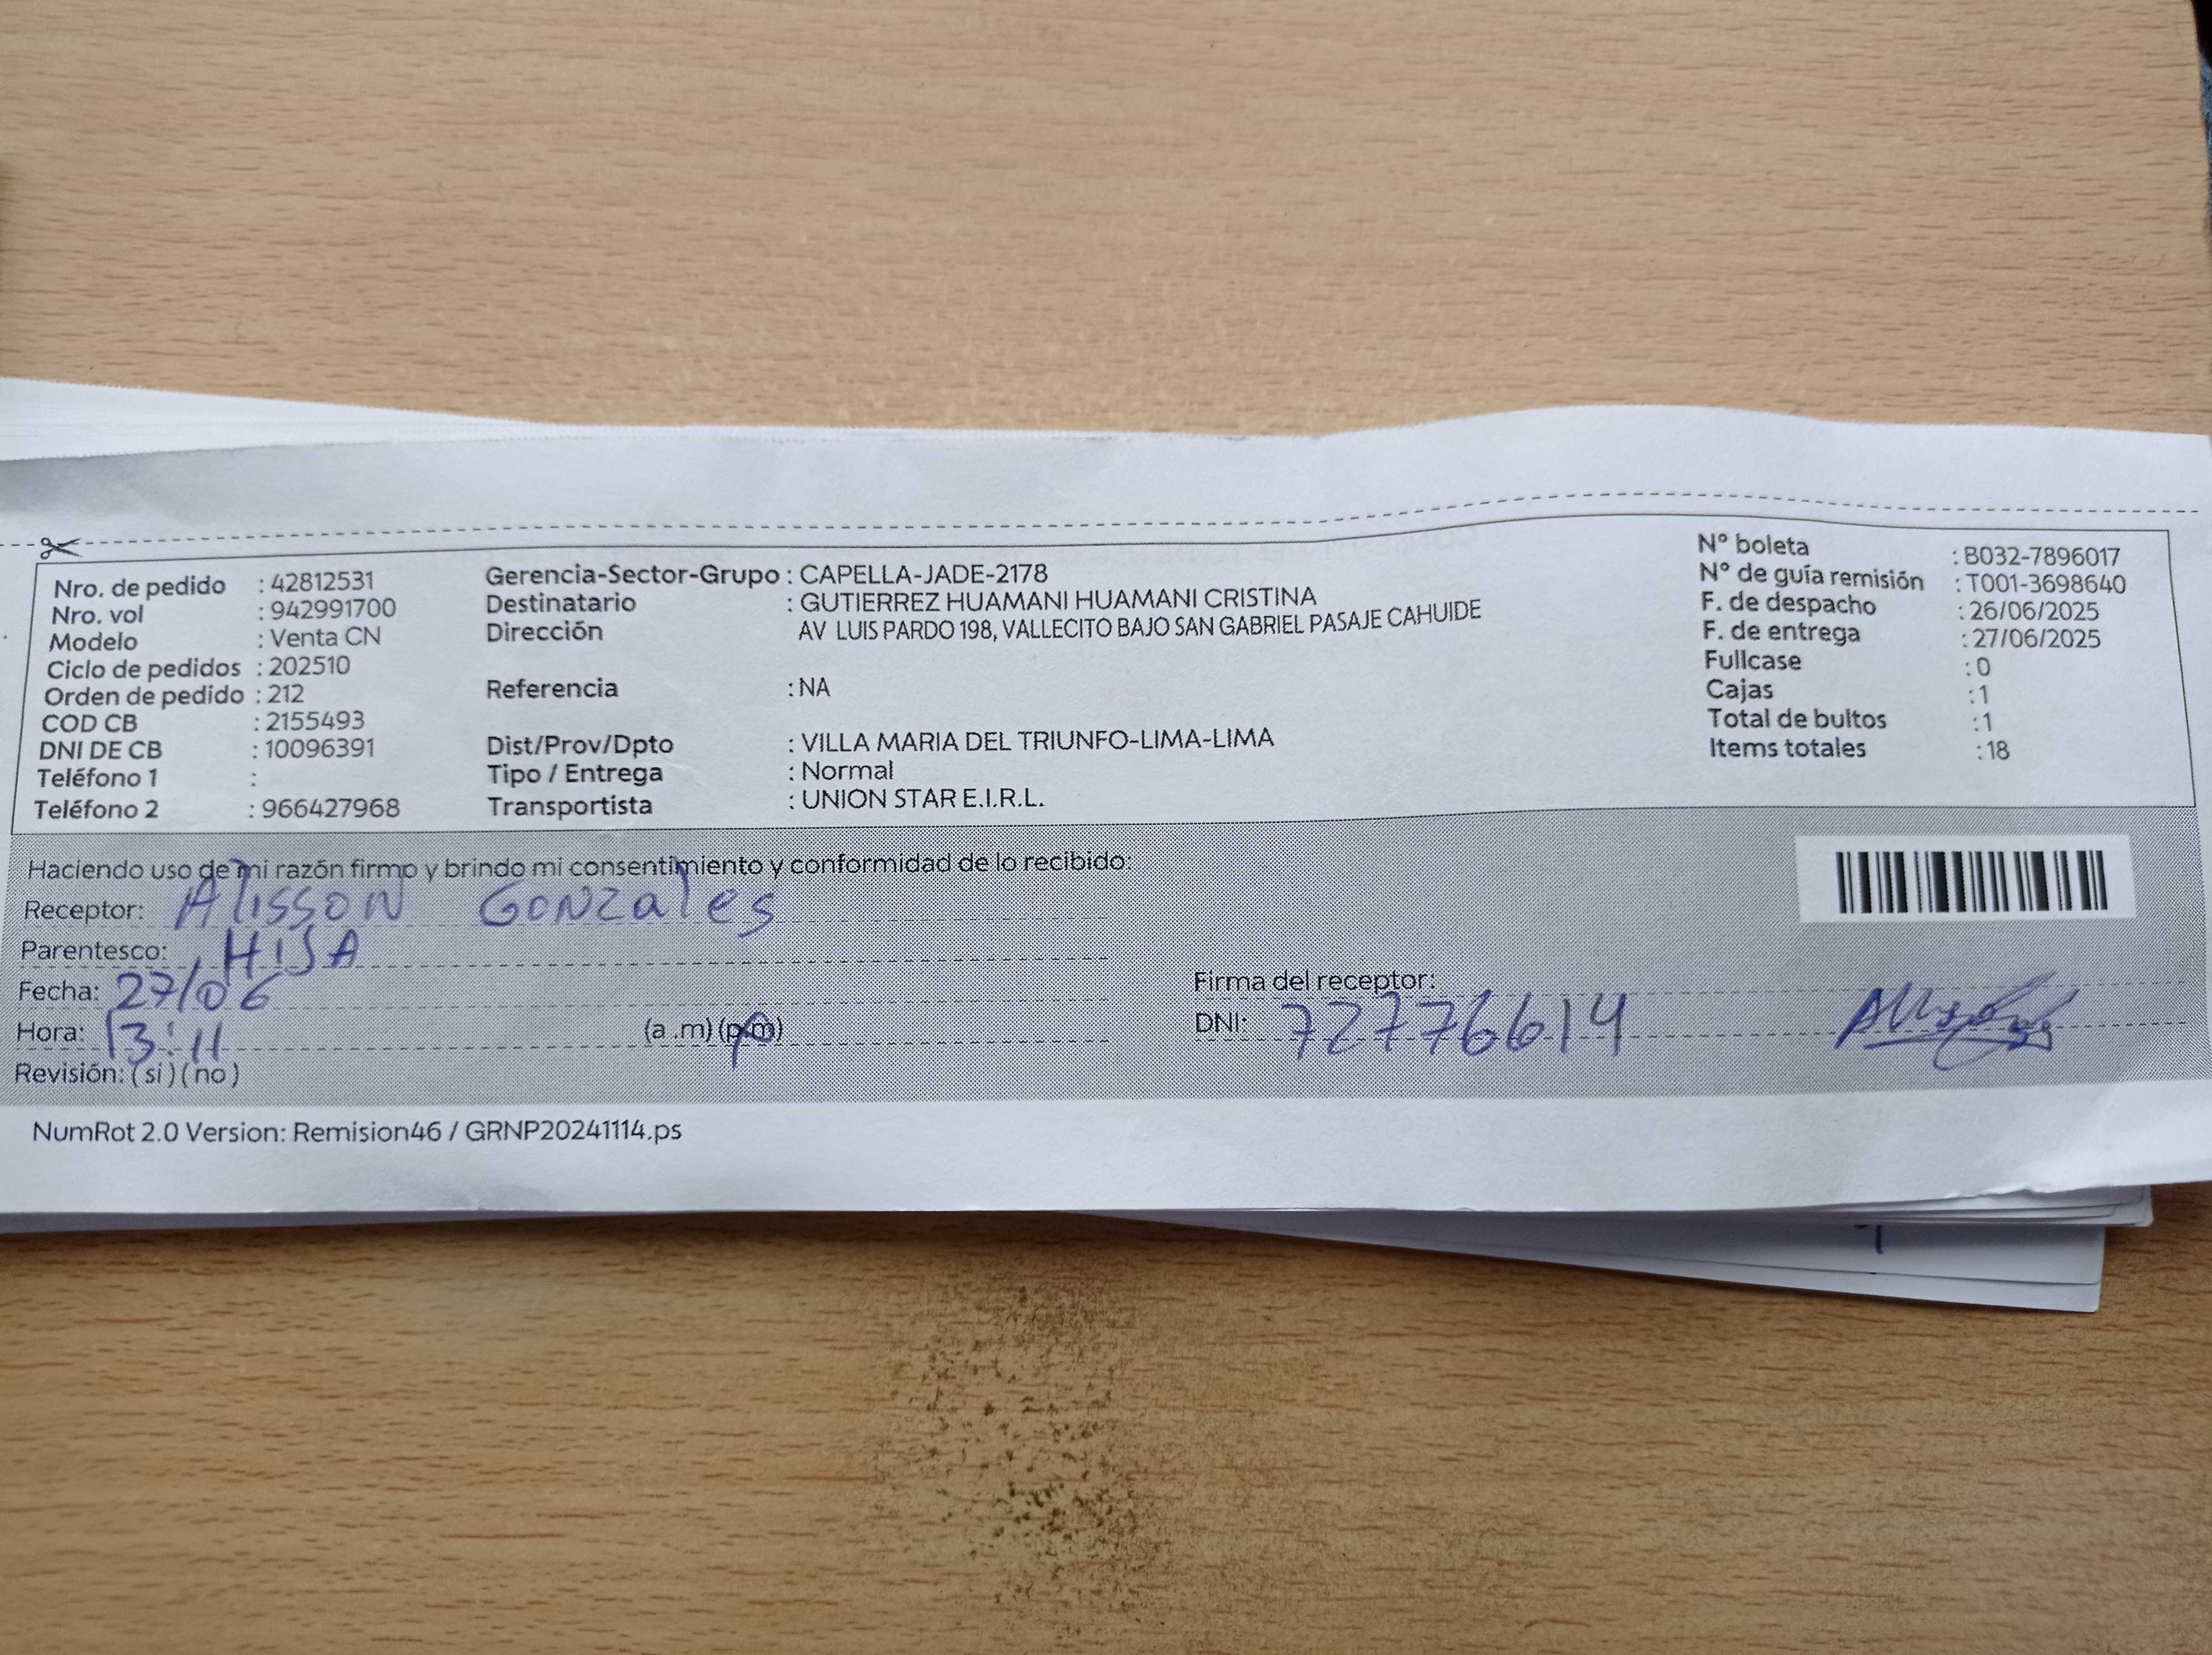 Nro. de pedido : 42812531
Nro. vol : 942991700
Modelo : Venta CN
Ciclo de pedidos : 202510
Orden de pedido : 212
COD CB : 2155493
DNI DE CB : 10096391
Teléfono 1 :
Teléfono 2 : 966427968
Gerencia-Sector-Grupo : CAPELLA-JADE-2178
Destinatario : GUTIERREZ HUAMANI HUAMANI CRISTINA
Dirección AV LUIS PARDO 198, VALLECITO BAJO SAN GABRIEL PASAJE CAHUIDE
Referencia : NA
Dist/Prov/Dpto : VILLA MARIA DEL TRIUNFO-LIMA-LIMA
Tipo / Entrega : Normal
Transportista : UNION STAR E.I.R.L.
N° boleta : B032-7896017
N° de guía remisión : T001-3698640
F. de despacho : 26/06/2025
F. de entrega : 27/06/2025
Fullcase : 0
Cajas : 1
Total de bultos : 1
Items totales : 18
Haciendo uso de mi razón firmo y brindo mi consentimiento y conformidad de lo recibido:
Receptor: Alisson Gonzales
Parentesco: HIJA
Fecha: 27/06
Hora: 13:11 (a .m) (p.m)
Revisión: (si) (no)
Firma del receptor:
DNI: 72776614
NumRot 2.0 Version: Remision46 / GRNP20241114.ps